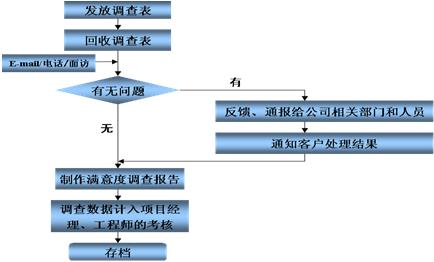 发放调查表
回收调查表
E-mail/电话/面访
有无问题
有
反馈、通报给公司相关部门和人员
无
通知客户处理结果
制作满意度调查报告
调查数据计入项目经
理、工程师的考核
存档